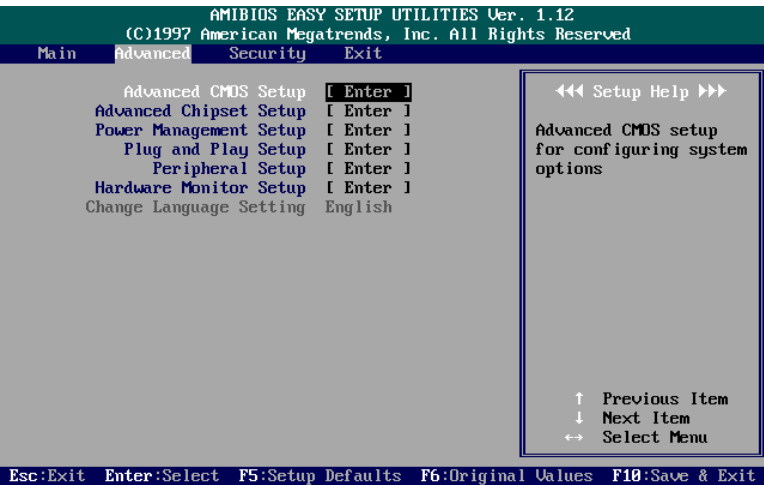 AMIBIOS EASY SETUP UTILITIES Ver. 1.12
(C)1997 American Megatrends, Inc. All Rights Reserved
Main Advanced Security Exit
Advanced CMOS Setup [ Enter ]
Advanced Chipset Setup [ Enter ]
Power Management Setup [ Enter ]
Plug and Play Setup [ Enter ]
Peripheral Setup [ Enter ]
Hardware Monitor Setup [ Enter ]
Change Language Setting English
Setup Help
Advanced CMOS setup
for configuring system
options
↑ Previous Item
↓ Next Item
↔ Select Menu
Esc:Exit Enter:Select F5:Setup Defaults F6:Original Values F10:Save & Exit